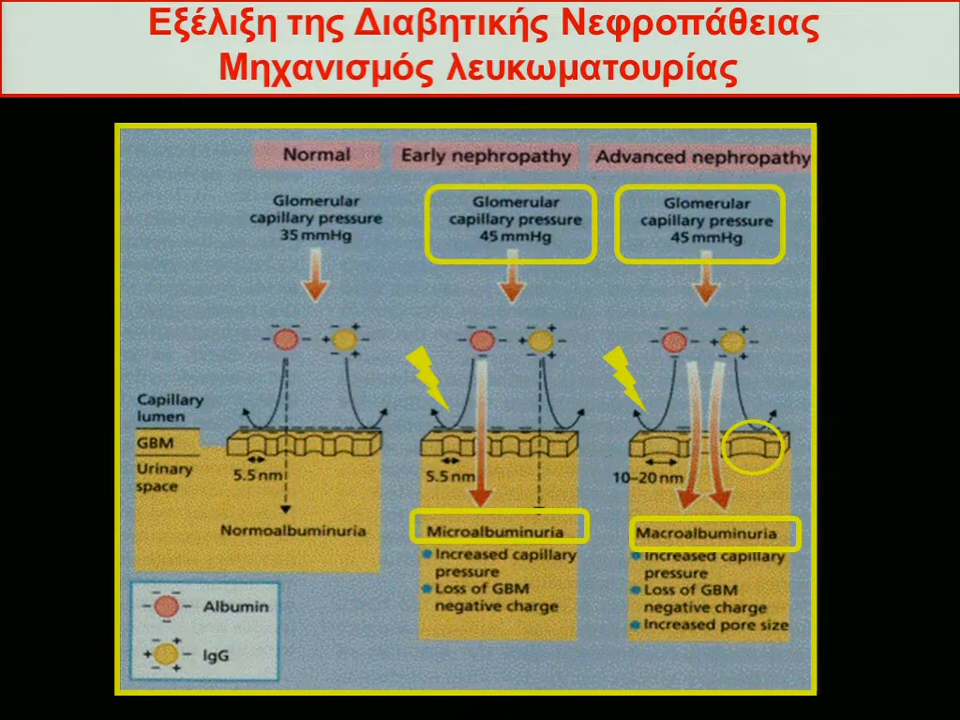 Εξέλιξη της Διαβητικής Νεφροπάθειας
Μηχανισμός λευκωματουρίας
Normal
Early nephropathy
Advanced nephropathy
Glomerular
capillary pressure
35 mmHg
Glomerular
capillary pressure
45 mmHg
Glomerular
capillary pressure
45 mmHg
Capillary
lumen
GBM
Urinary
space
5.5 nm
5.5 nm
10–20 nm
Normoalbuminuria
Microalbuminuria
Increased capillary
pressure
Loss of GBM
negative charge
Macroalbuminuria
Increased capillary
pressure
Loss of GBM
negative charge
Increased pore size
Albumin
IgG